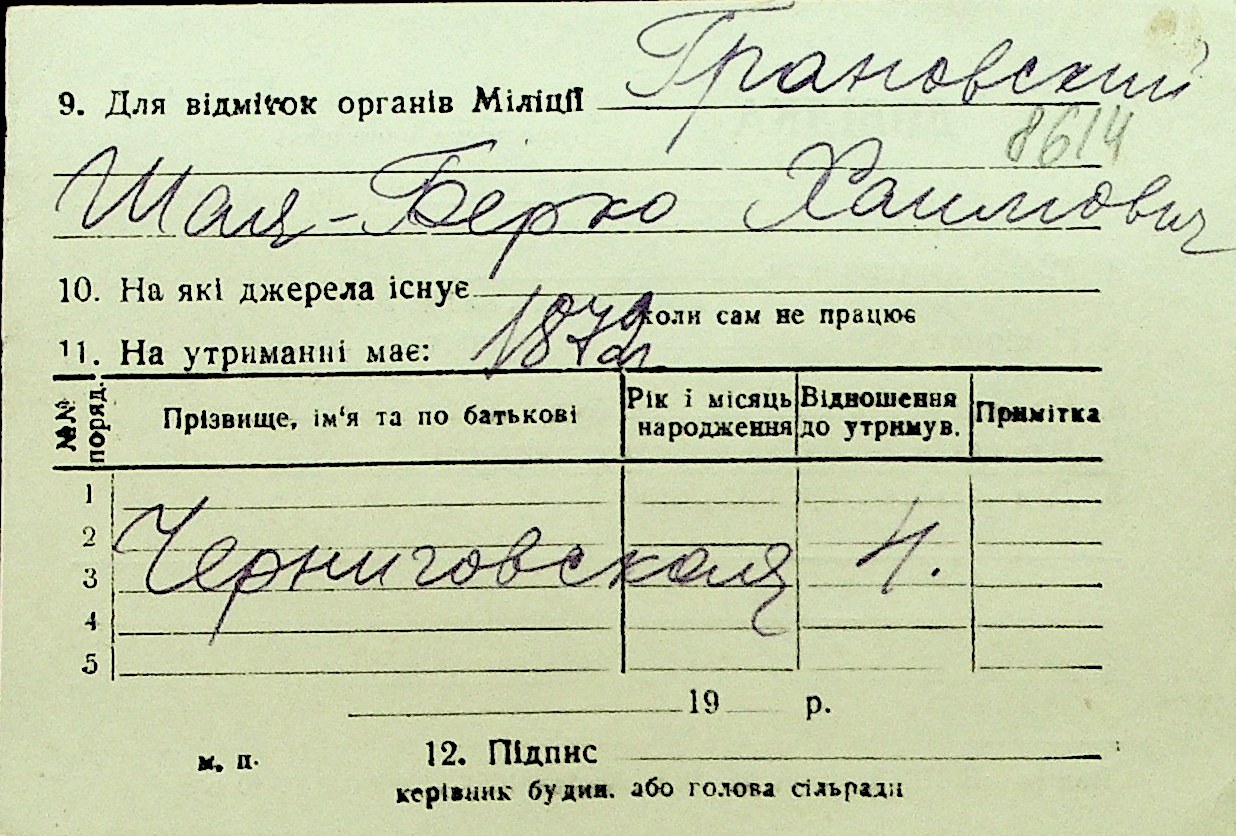 9. Для відміток органів Міліції Грановский
8614
Шая-Берко Хаимович
10. На які джерела існує
коли сам не працює
11. На утриманні має: 1879г
№№ поряд. Прізвище, ім'я та по батькові Рік і місяць народження Відношення до утримув. Примітка
1
2
Черниговская 4.
3
4
5
19 р.
м. п. 12. Підпис
керівник будин. або голова сільради